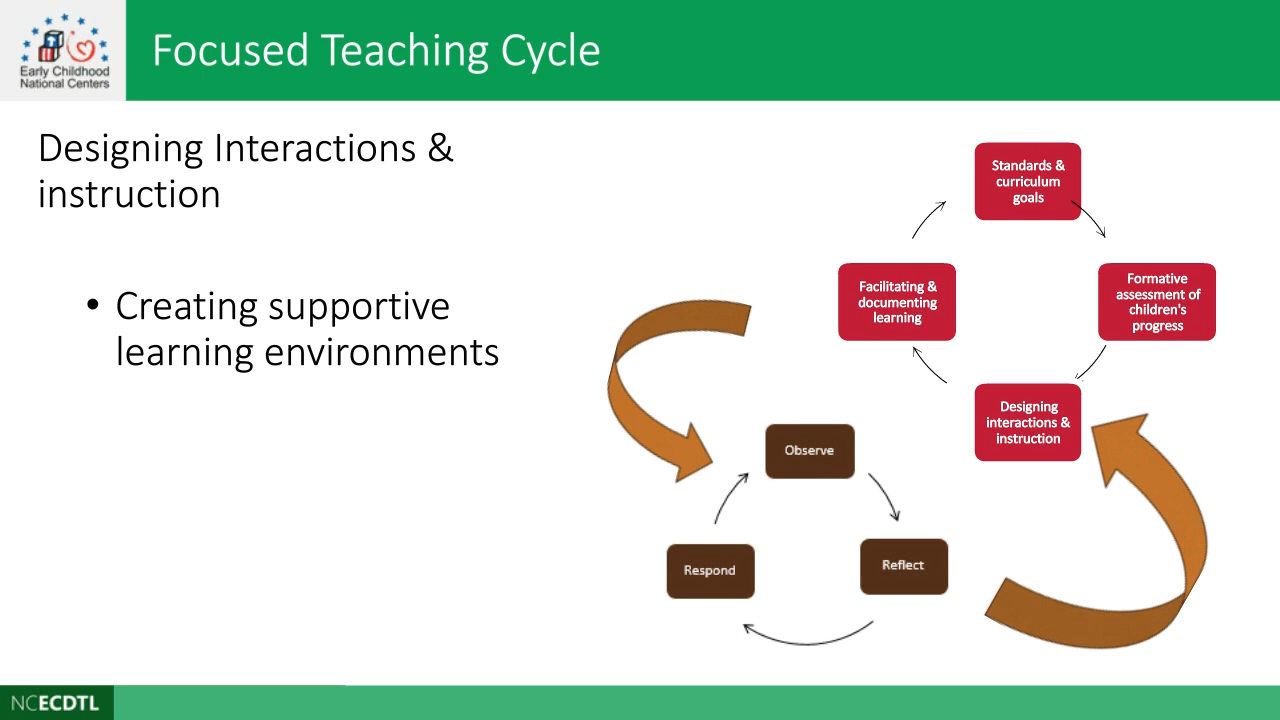 Early Childhood
National Centers
Focused Teaching Cycle
Designing Interactions &
instruction
• Creating supportive
learning environments
Standards &
curriculum
goals
Formative
assessment of
children's
progress
Designing
interactions &
instruction
Facilitating &
documenting
learning
Observe
Reflect
Respond
NCECDTL